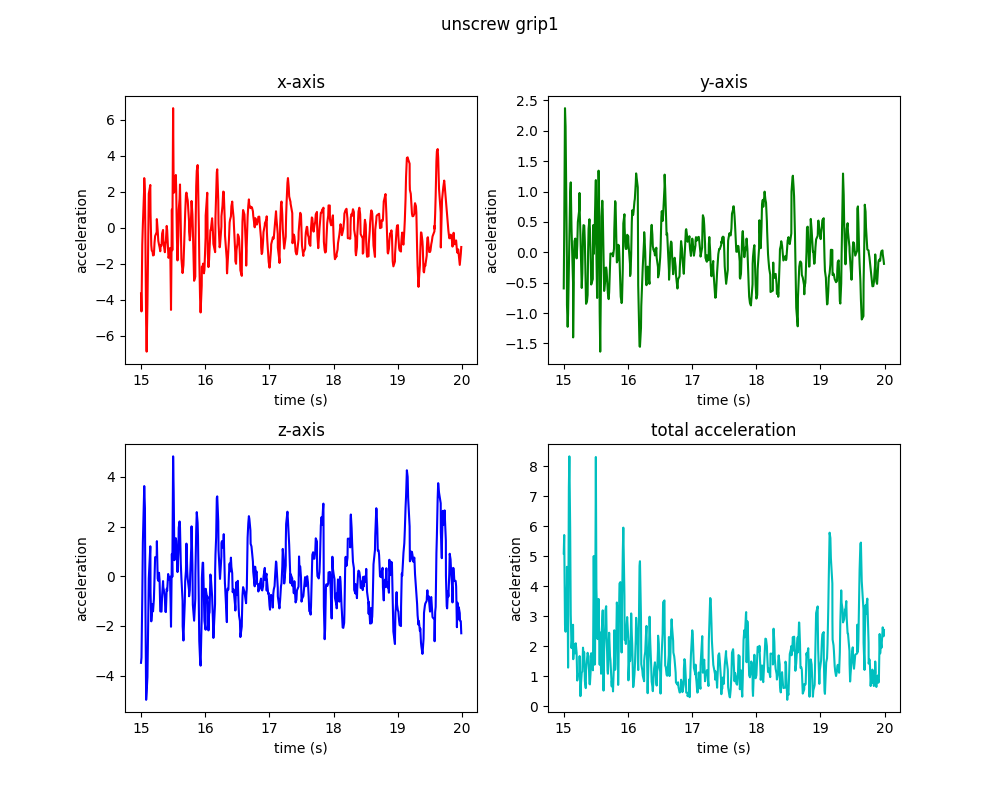 unscrew grip1
x-axis
6
4
2
0
−2
−4
−6
acceleration
15 16 17 18 19 20
time (s)
y-axis
2.5
2.0
1.5
1.0
0.5
0.0
−0.5
−1.0
−1.5
acceleration
15 16 17 18 19 20
time (s)
z-axis
4
2
0
−2
−4
acceleration
15 16 17 18 19 20
time (s)
total acceleration
8
7
6
5
4
3
2
1
0
acceleration
15 16 17 18 19 20
time (s)